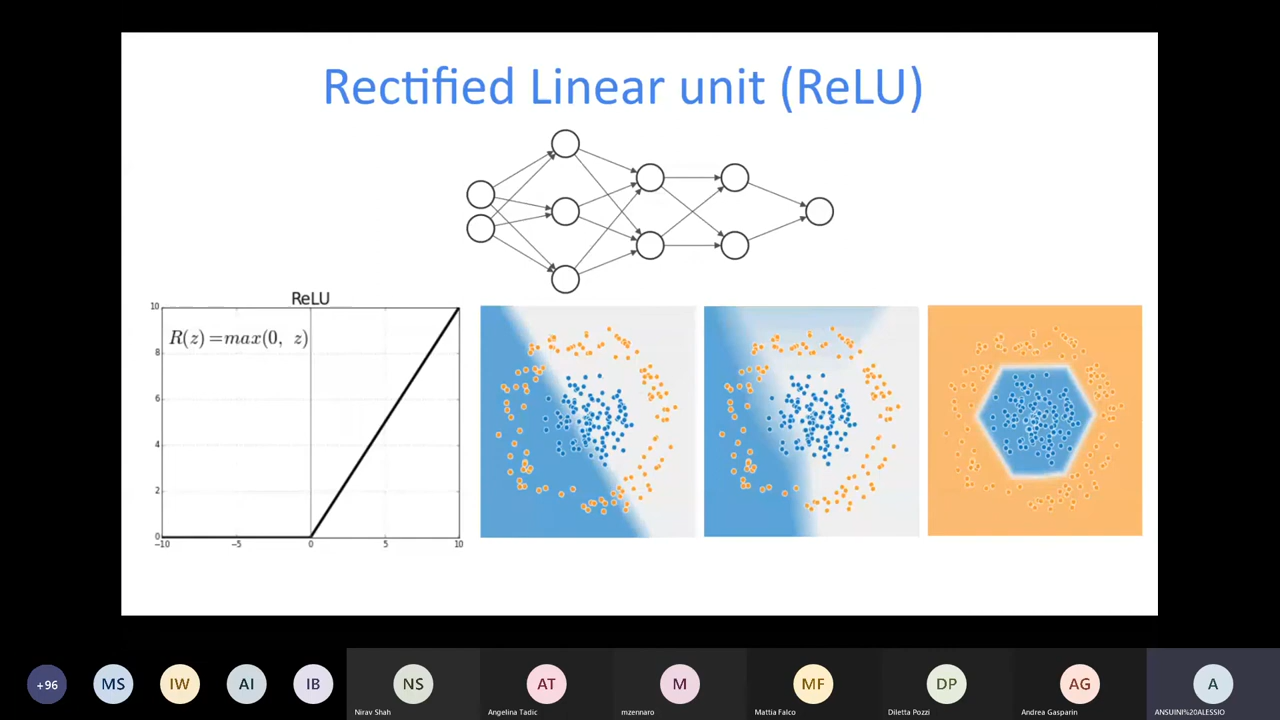 Rectified Linear unit (ReLU)
ReLU
R(z)=max(0, z)
10
8
6
4
2
0
−10 −5 0 5 10
+96 MS IW AI IB NS AT M MF DP AG A
Nirav Shah Angelina Tadic mzennaro Mattia Falco Diletta Pozzi Andrea Gasparin ANSUINI%20ALESSIO